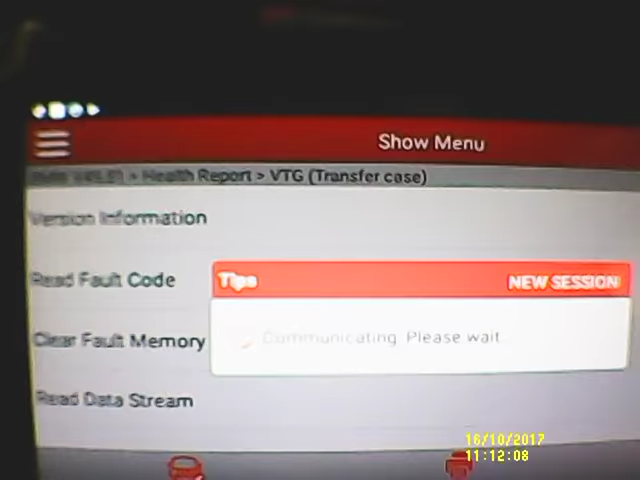 Show Menu
> Health Report > VTG (Transfer case)
Version Information
Read Fault Code
Tips
NEW SESSION
Communicating. Please wait...
Clear Fault Memory
Read Data Stream
16/10/2017
11:12:08